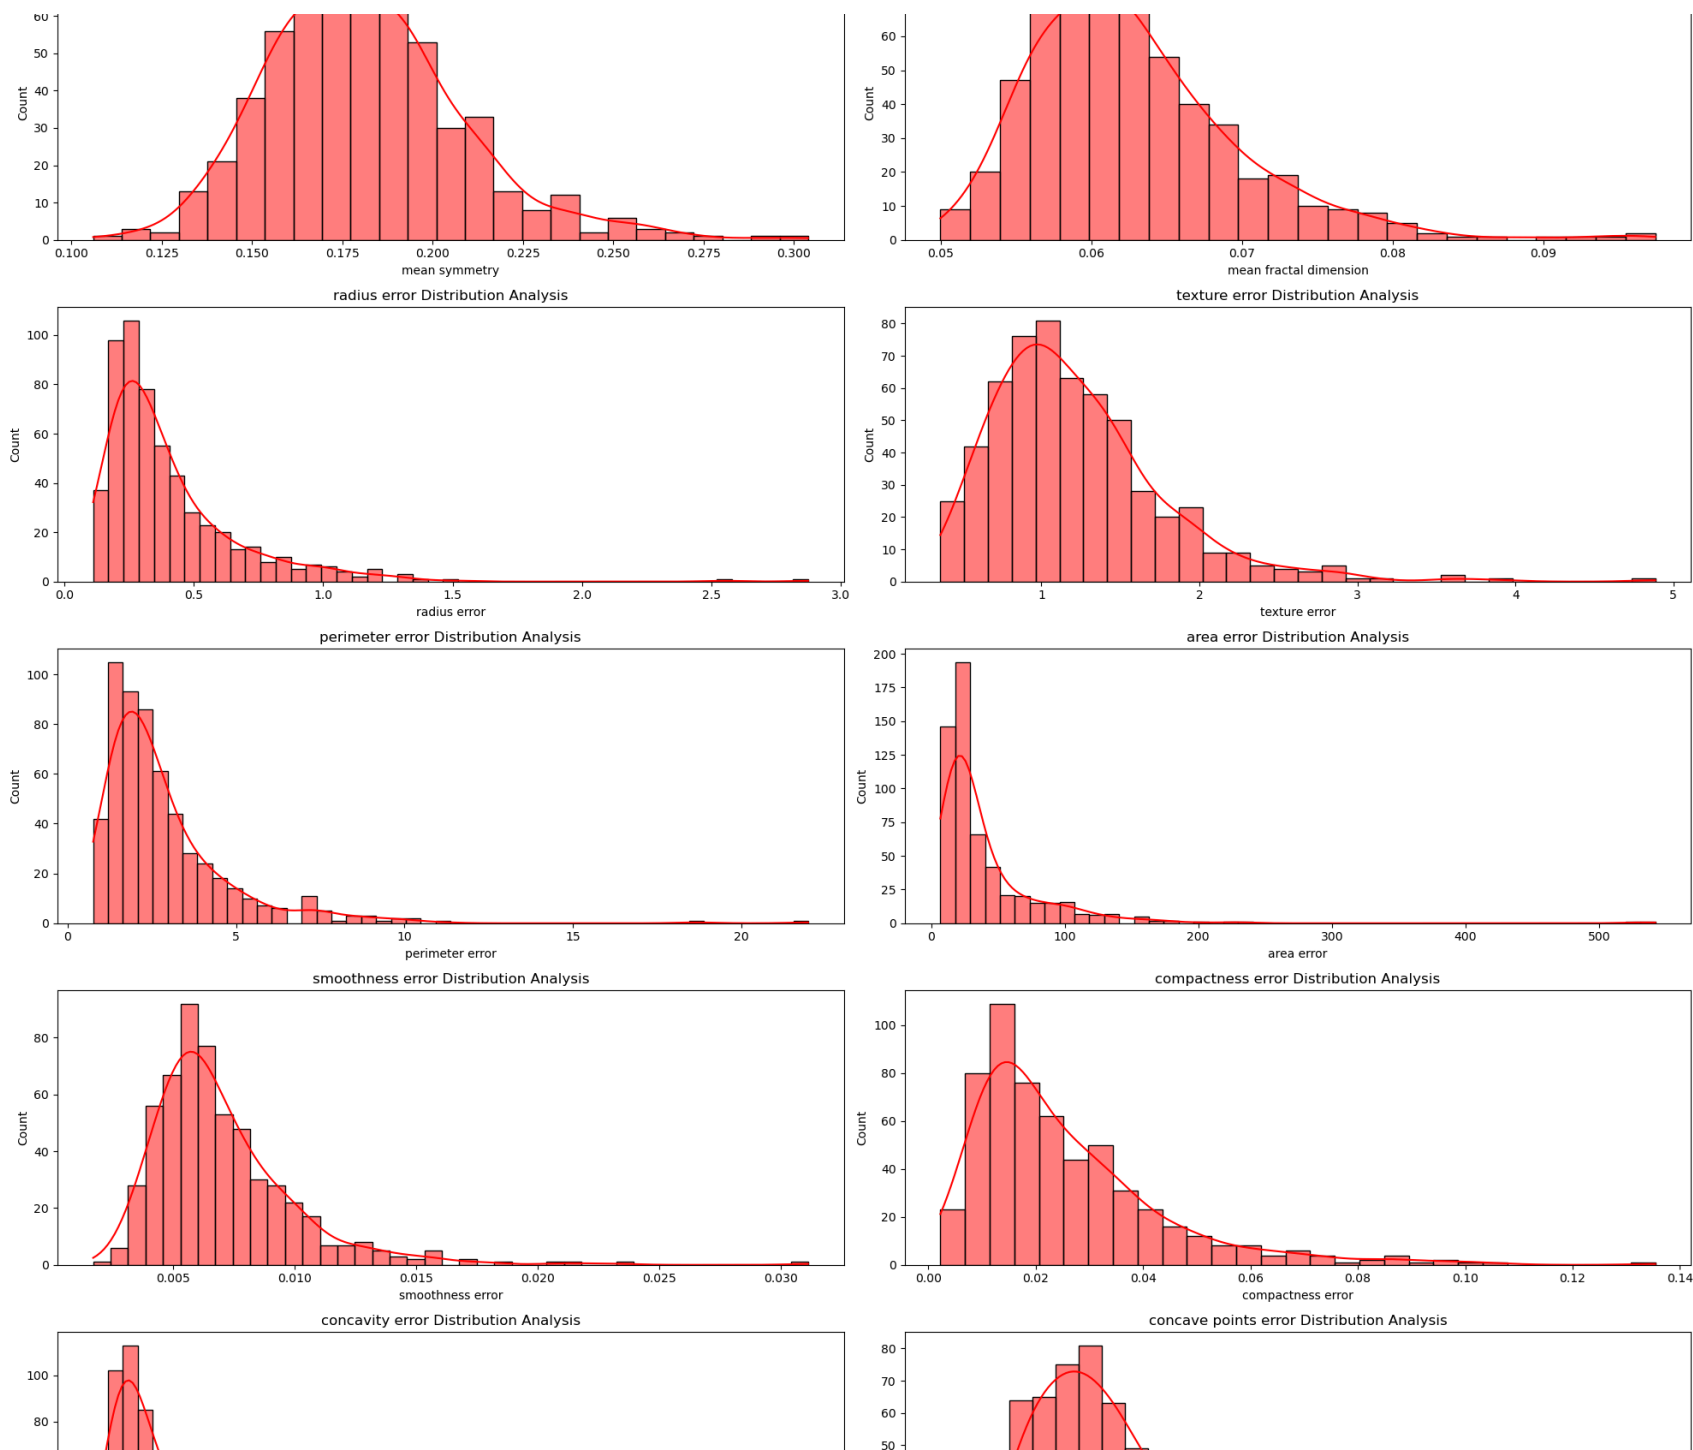 60
50
40
30
20
10
0
Count
0.100 0.125 0.150 0.175 0.200 0.225 0.250 0.275 0.300
mean symmetry
60
50
40
30
20
10
0
Count
0.05 0.06 0.07 0.08 0.09
mean fractal dimension
radius error Distribution Analysis
100
80
60
40
20
0
Count
0.0 0.5 1.0 1.5 2.0 2.5 3.0
radius error
texture error Distribution Analysis
80
70
60
50
40
30
20
10
0
Count
1 2 3 4 5
texture error
perimeter error Distribution Analysis
100
80
60
40
20
0
Count
0 5 10 15 20
perimeter error
area error Distribution Analysis
200
175
150
125
100
75
50
25
0
Count
0 100 200 300 400 500
area error
smoothness error Distribution Analysis
80
60
40
20
0
Count
0.005 0.010 0.015 0.020 0.025 0.030
smoothness error
compactness error Distribution Analysis
100
80
60
40
20
0
Count
0.00 0.02 0.04 0.06 0.08 0.10 0.12 0.14
compactness error
concavity error Distribution Analysis
100
80
concave points error Distribution Analysis
80
70
60
50